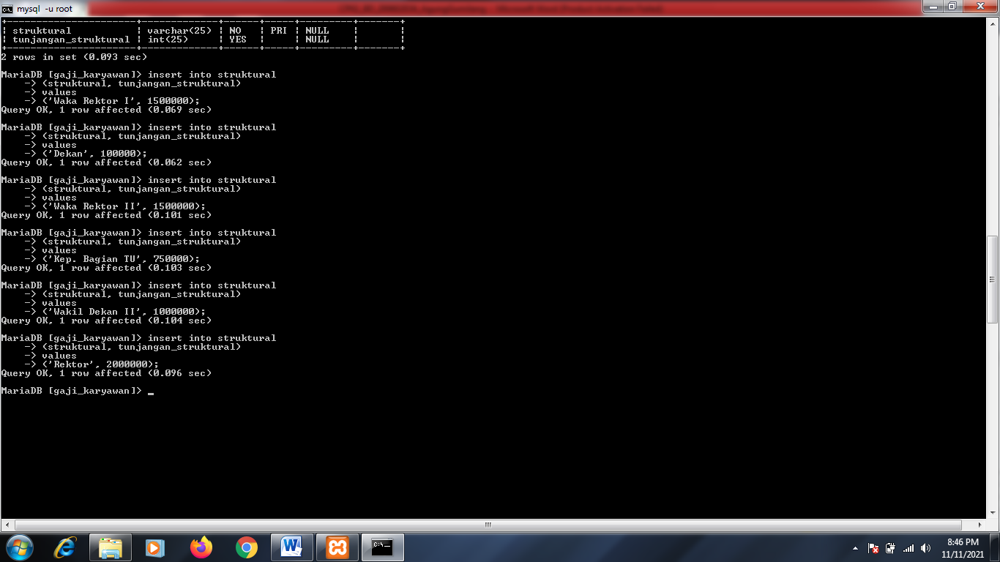 mysql -u root
+----------------------+-------------+------+-----+---------+-------+
¦ struktural           ¦ varchar(25) ¦ NO   ¦ PRI ¦ NULL    ¦       ¦
¦ tunjangan_struktural ¦ int(25)     ¦ YES  ¦     ¦ NULL    ¦       ¦
+----------------------+-------------+------+-----+---------+-------+
2 rows in set (0.093 sec)
MariaDB [gaji_karyawan]> insert into struktural
    -> (struktural, tunjangan_struktural)
    -> values
    -> ('Waka Rektor I', 1500000);
Query OK, 1 row affected (0.069 sec)
MariaDB [gaji_karyawan]> insert into struktural
    -> (struktural, tunjangan_struktural)
    -> values
    -> ('Dekan', 100000);
Query OK, 1 row affected (0.062 sec)
MariaDB [gaji_karyawan]> insert into struktural
    -> (struktural, tunjangan_struktural)
    -> values
    -> ('Waka Rektor II', 1500000);
Query OK, 1 row affected (0.101 sec)
MariaDB [gaji_karyawan]> insert into struktural
    -> (struktural, tunjangan_struktural)
    -> values
    -> ('Kep. Bagian TU', 750000);
Query OK, 1 row affected (0.103 sec)
MariaDB [gaji_karyawan]> insert into struktural
    -> (struktural, tunjangan_struktural)
    -> values
    -> ('Wakil Dekan II', 1000000);
Query OK, 1 row affected (0.104 sec)
MariaDB [gaji_karyawan]> insert into struktural
    -> (struktural, tunjangan_struktural)
    -> values
    -> ('Rektor', 2000000);
Query OK, 1 row affected (0.096 sec)
MariaDB [gaji_karyawan]> _
8:46 PM
11/11/2021